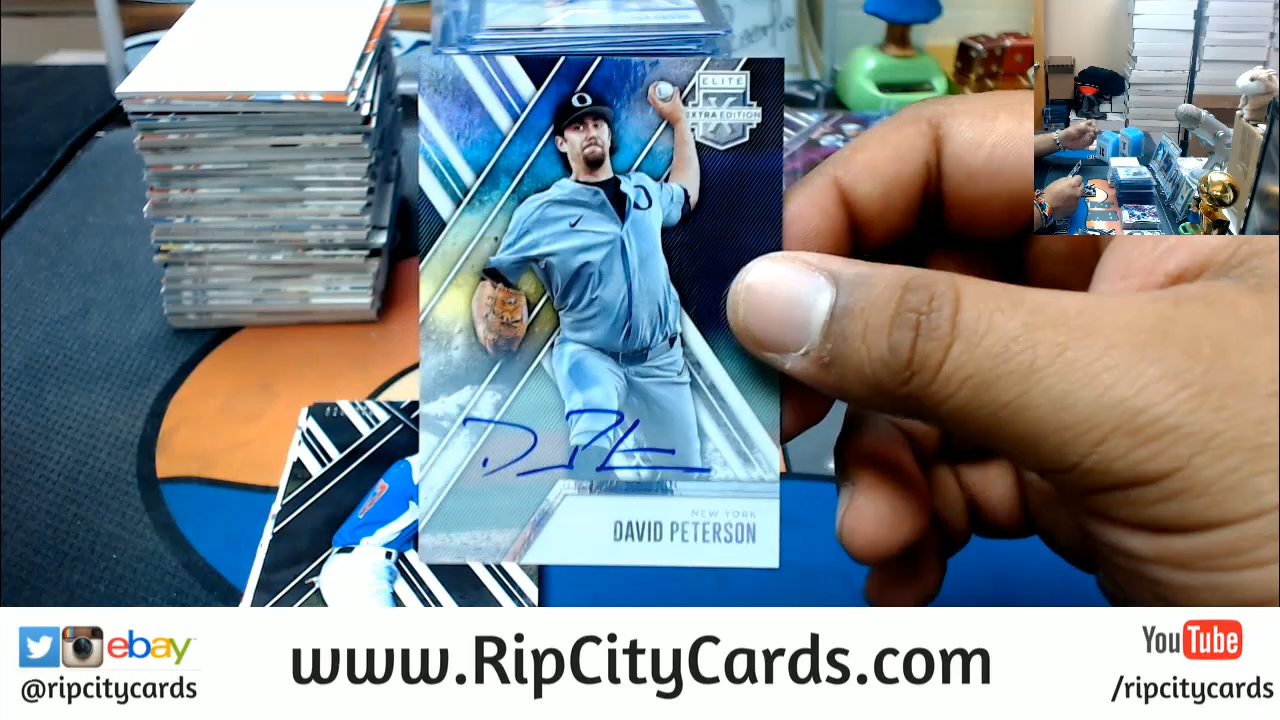 ELITE
X
EXTRA EDITION
O
O
NEW YORK
DAVID PETERSON
ebay
@ripcitycards
www.RipCityCards.com
YouTube
/ripcitycards